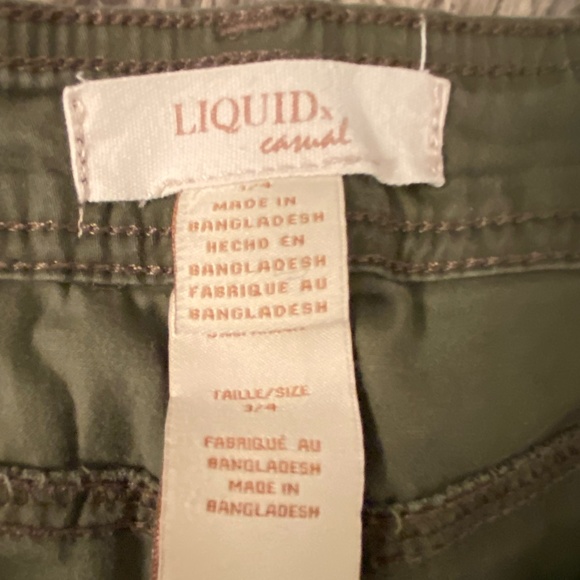 LIQUIDx
casual
3/4
MADE IN
BANGLADESH
HECHO EN
BANGLADESH
FABRIQUE AU
BANGLADESH
TAILLE/SIZE
3/4
FABRIQUÉ AU
BANGLADESH
MADE IN
BANGLADESH